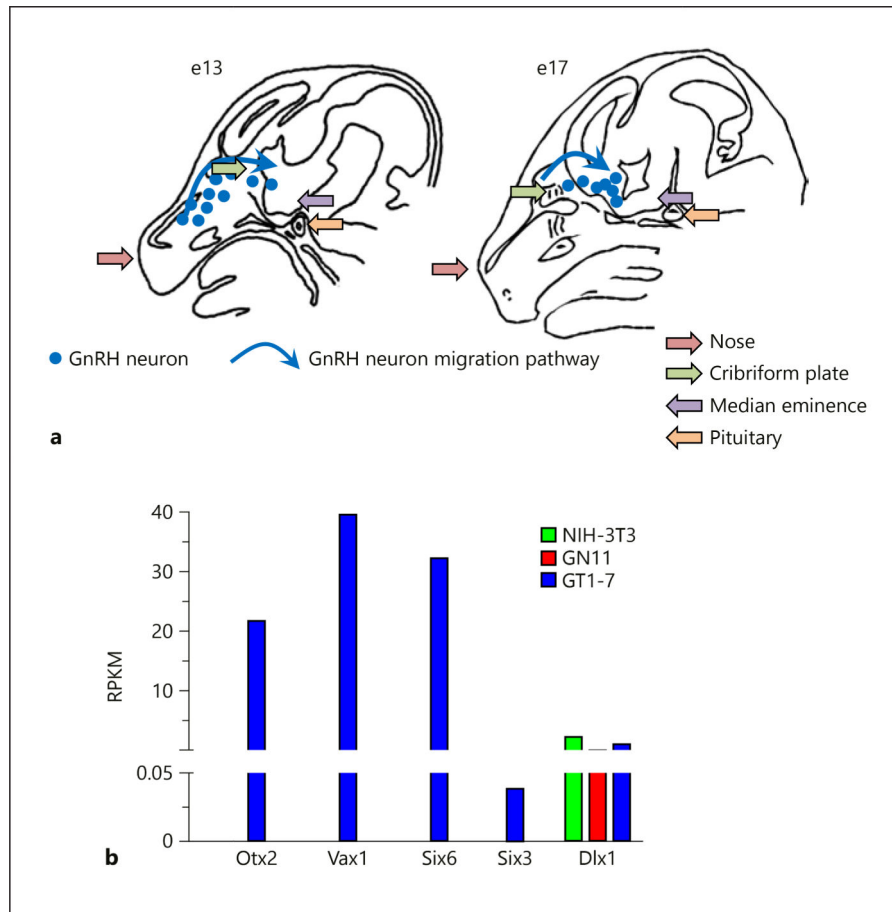 e13
e17
GnRH neuron
GnRH neuron migration pathway
Nose
Cribriform plate
Median eminence
Pituitary
a
40
30
20
10
0.05
0
RPKM
NIH-3T3
GN11
GT1-7
b
Otx2
Vax1
Six6
Six3
Dlx1